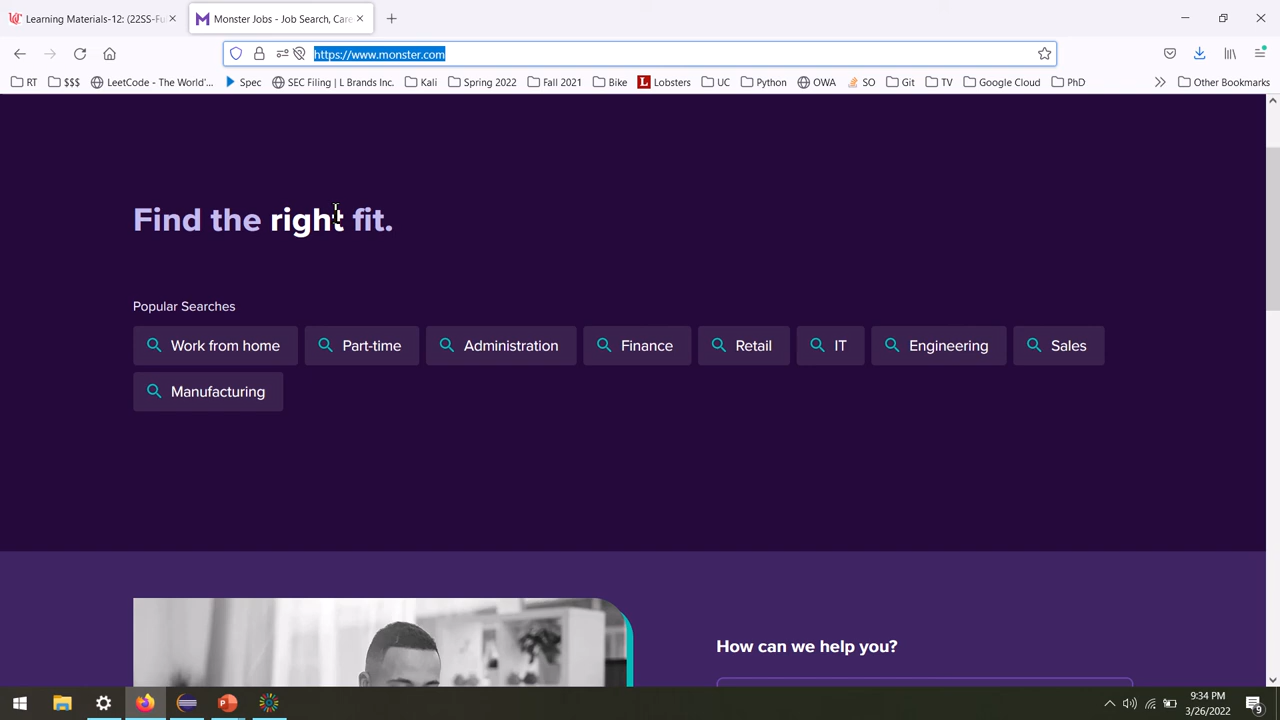 Learning Materials-12: (22SS-Fu
Monster Jobs - Job Search, Care
https://www.monster.com
RT $$$ LeetCode - The World'... Spec SEC Filing | L Brands Inc. Kali Spring 2022 Fall 2021 Bike Lobsters UC Python OWA SO Git TV Google Cloud PhD Other Bookmarks
Find the right fit.
Popular Searches
Work from home Part-time Administration Finance Retail IT Engineering Sales
Manufacturing
How can we help you?
9:34 PM
3/26/2022
9